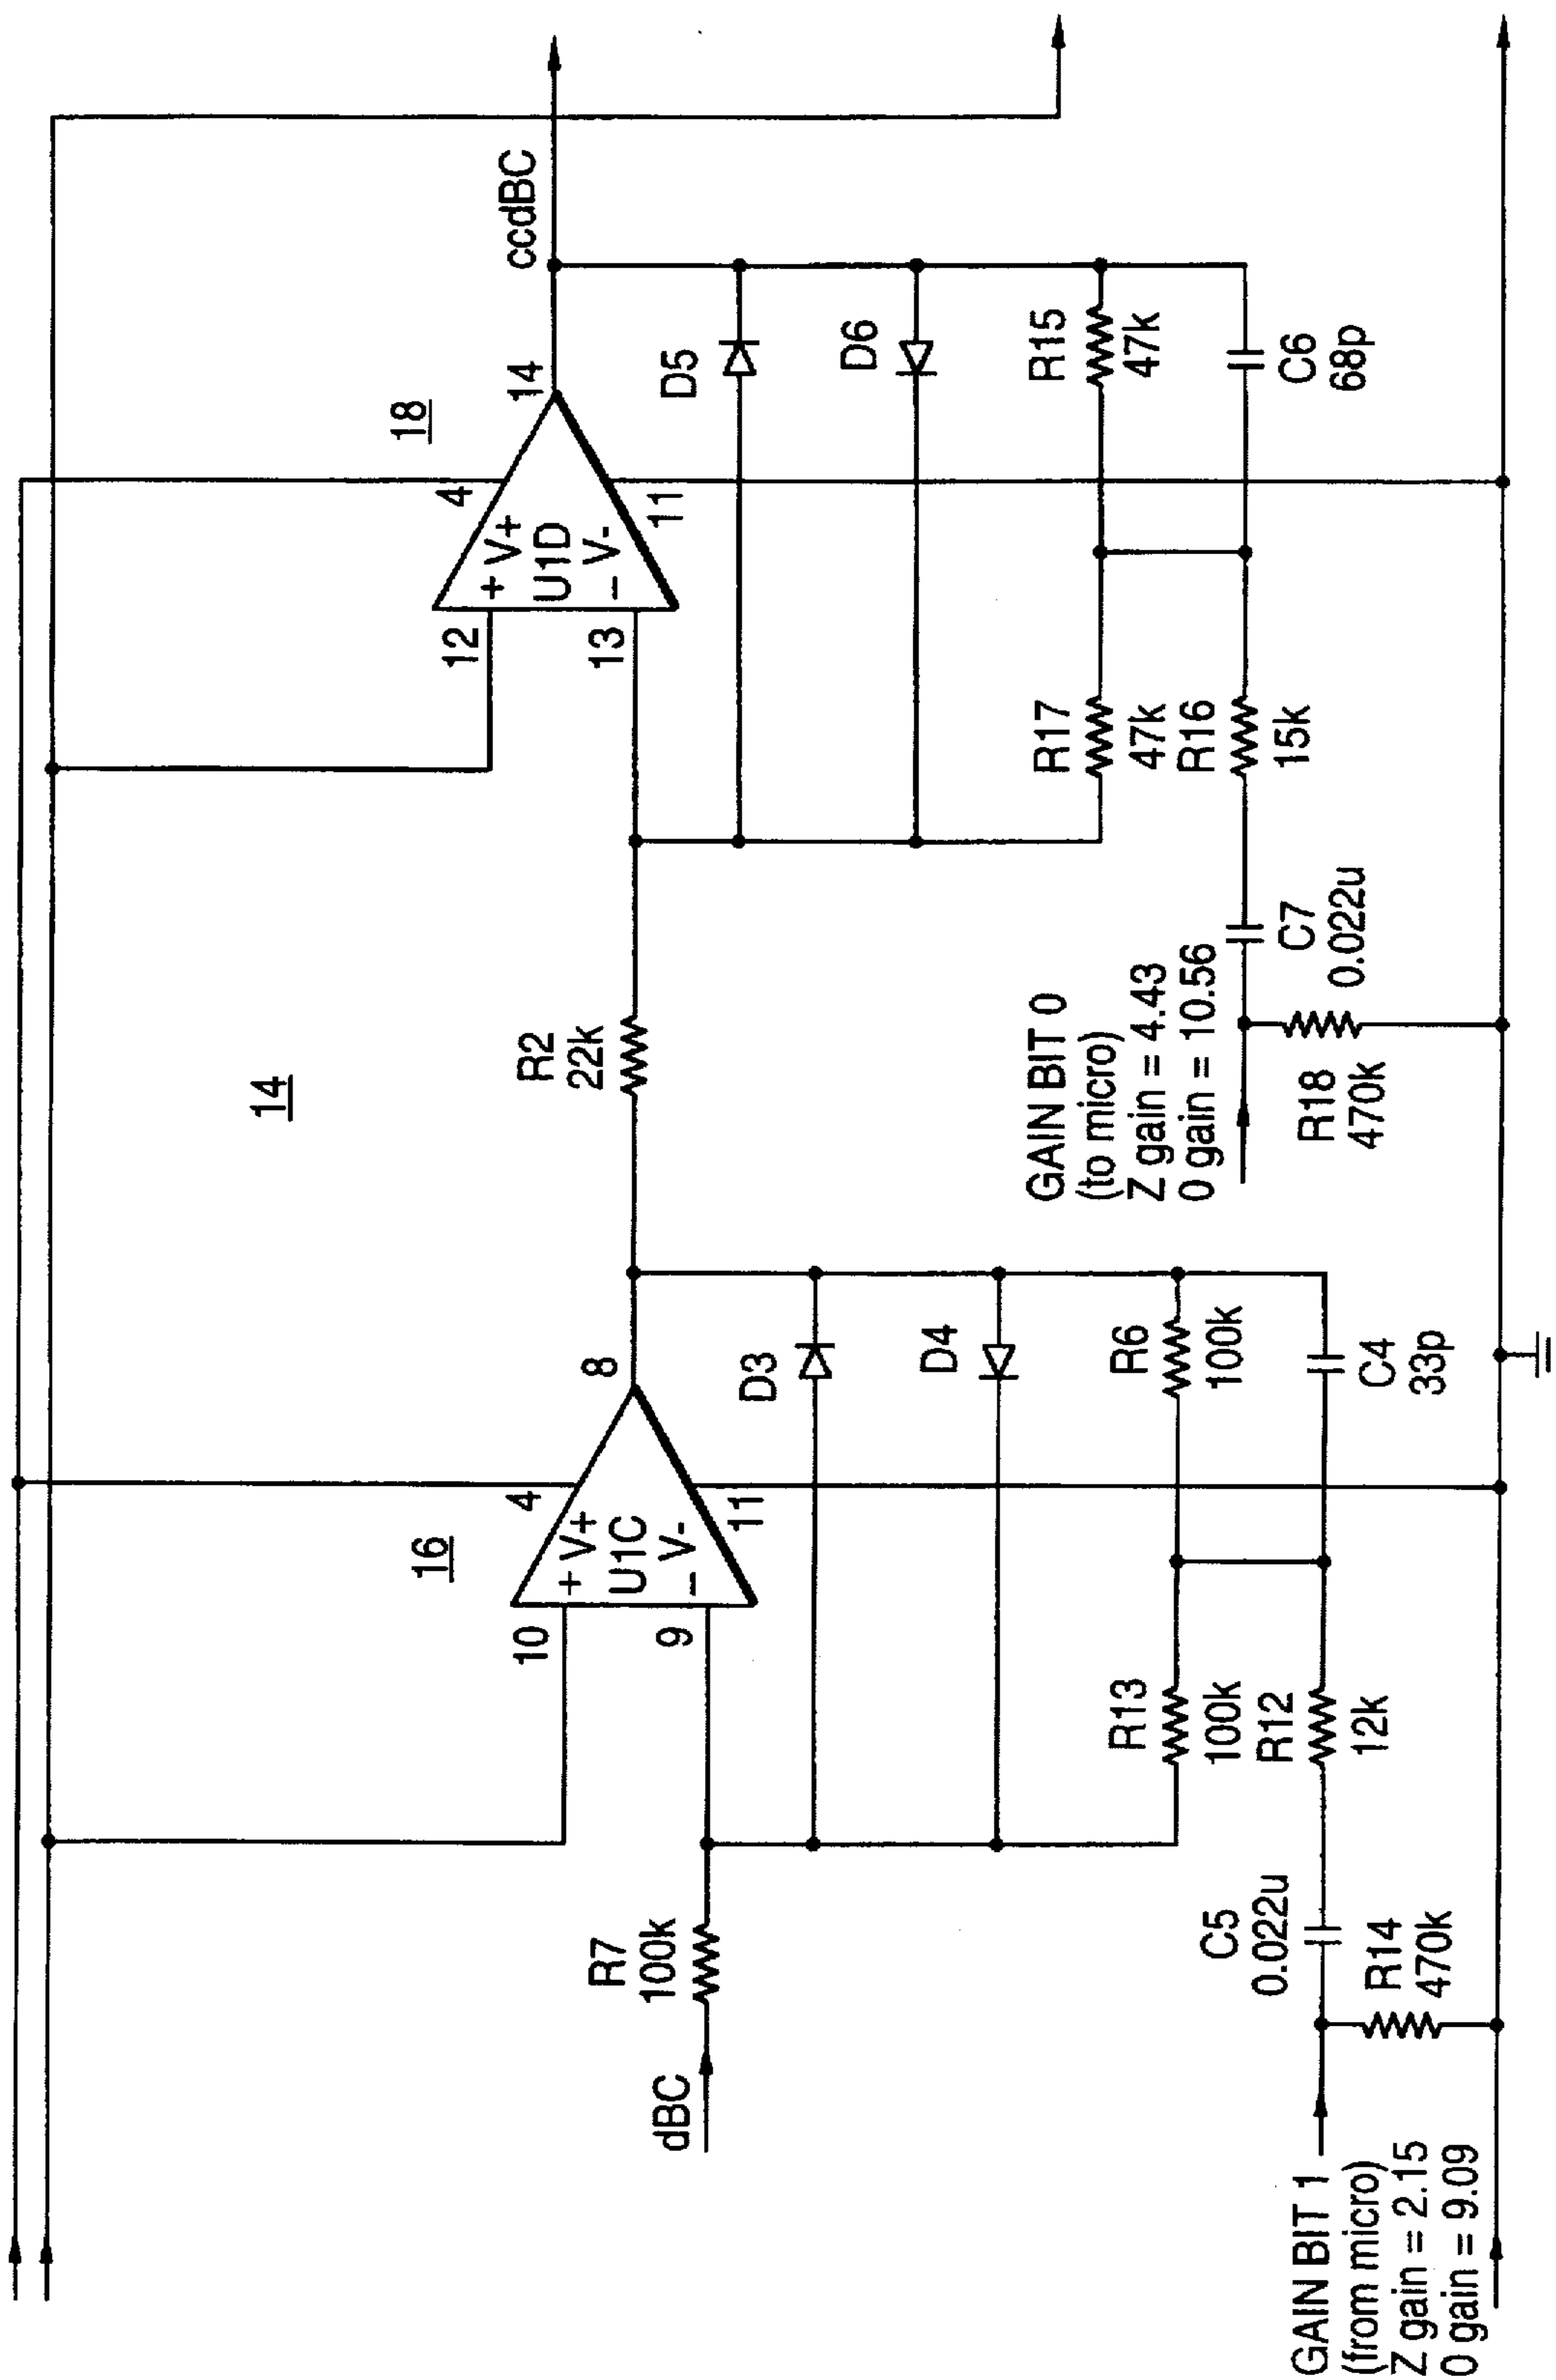 14
16
4
10
+ V+
U1C
− V-
9
8
11
R7
100k
dBC
D3
D4
R6
100k
C4
33p
R13
100k
R12
12k
C5
0.022u
R14
470k
GAIN BIT 1
(from micro)
Z gain = 2.15
0 gain = 9.09
R2
22k
18
4
12
+ V+
U1D
− V-
13
14
11
ccdBC
D5
D6
R15
47k
C6
68p
R17
47k
R16
15k
C7
0.022u
GAIN BIT 0
(to micro)
Z gain = 4.43
0 gain = 10.56
R18
470k